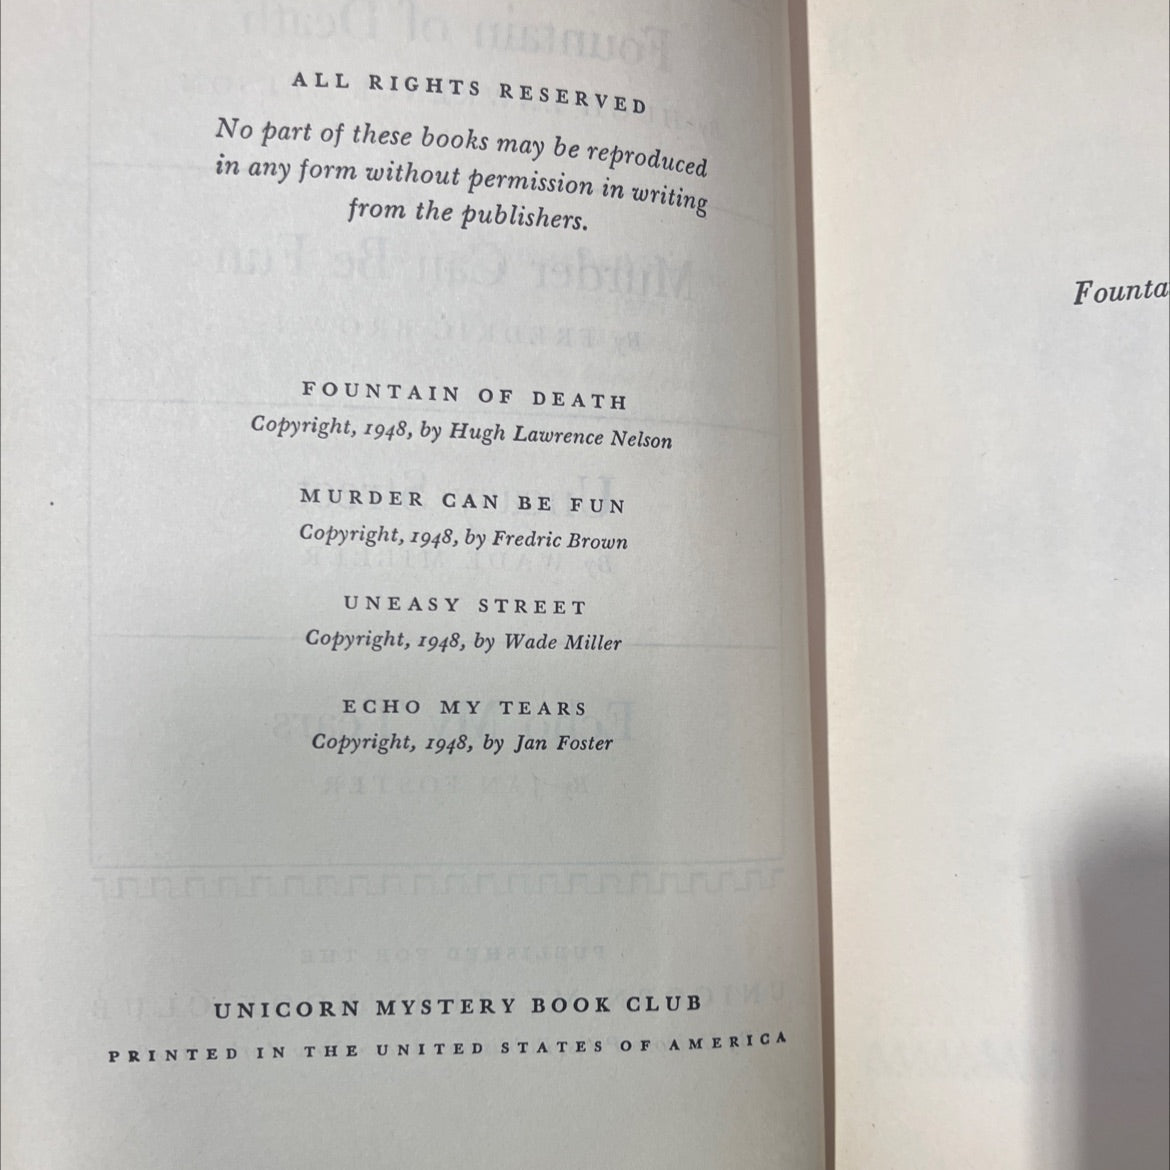 ALL RIGHTS RESERVED
No part of these books may be reproduced
in any form without permission in writing
from the publishers.
FOUNTAIN OF DEATH
Copyright, 1948, by Hugh Lawrence Nelson
MURDER CAN BE FUN
Copyright, 1948, by Fredric Brown
UNEASY STREET
Copyright, 1948, by Wade Miller
ECHO MY TEARS
Copyright, 1948, by Jan Foster
UNICORN MYSTERY BOOK CLUB
PRINTED IN THE UNITED STATES OF AMERICA
Founta